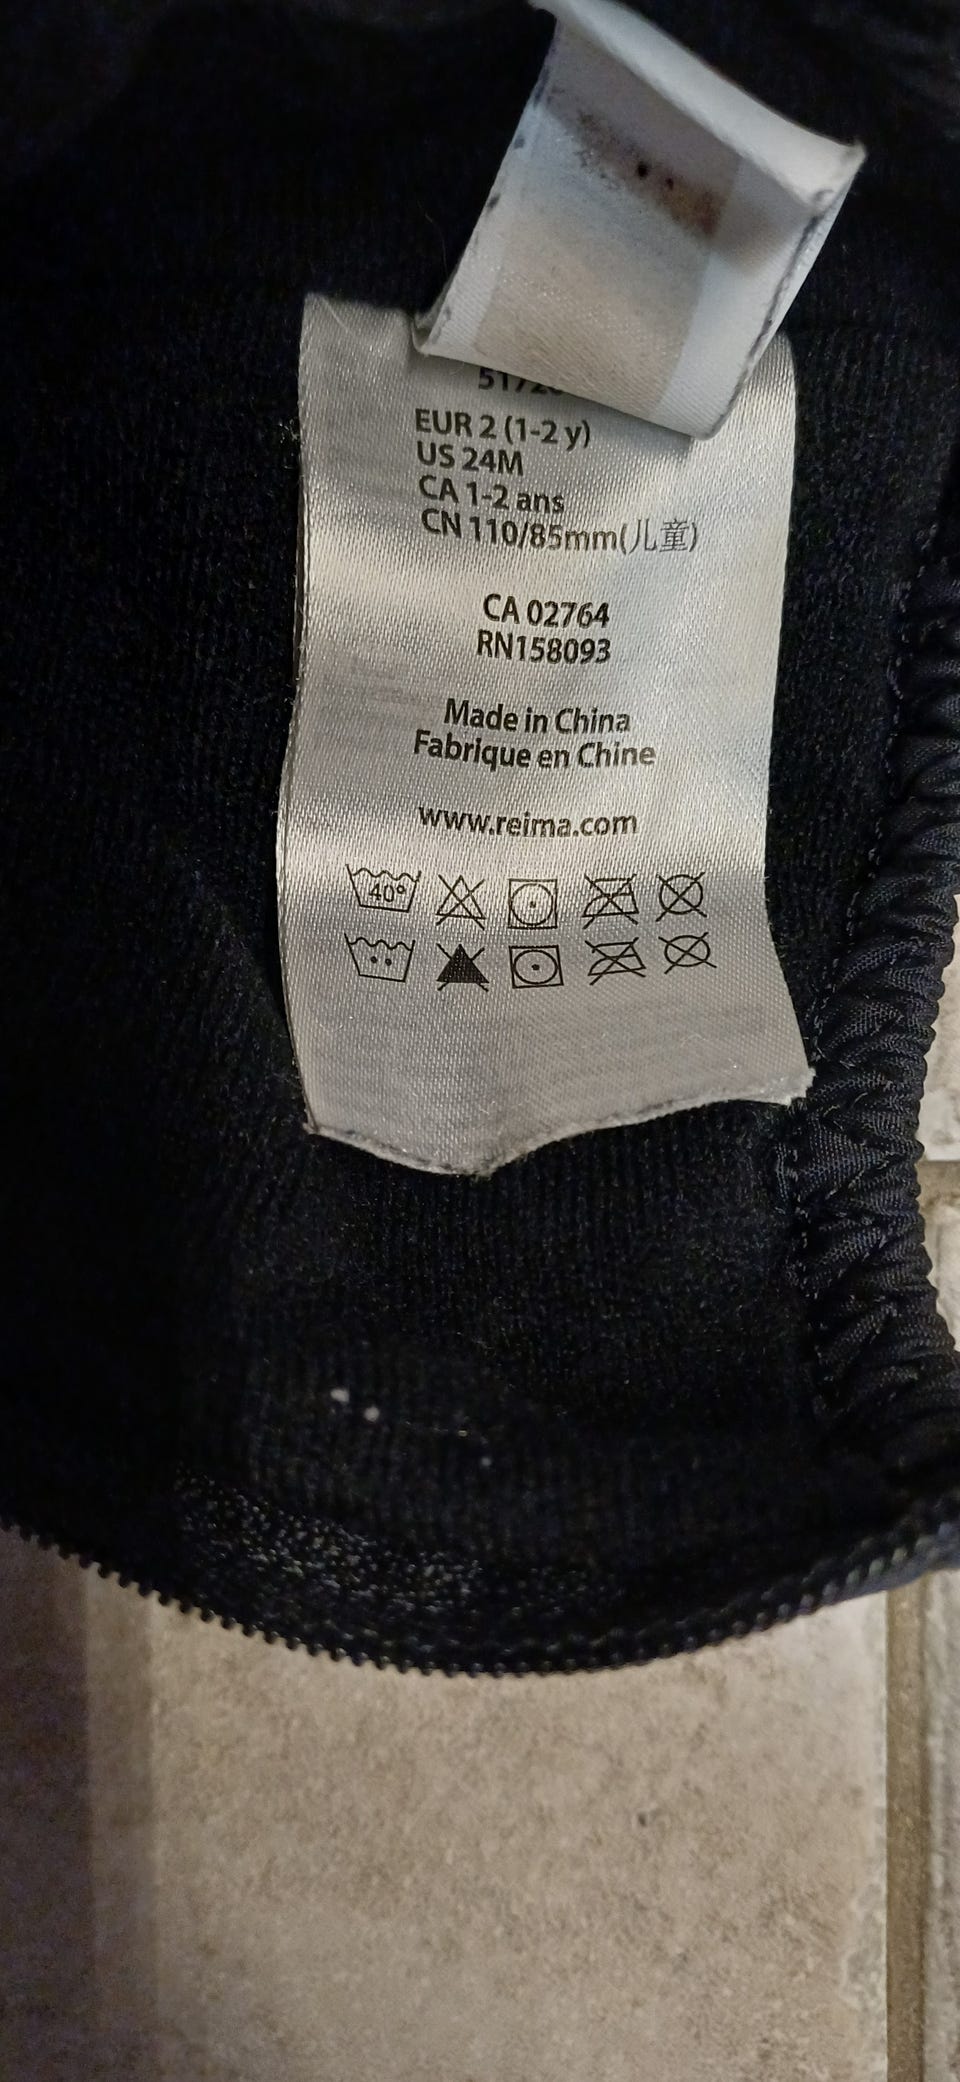 EUR 2 (1-2 y)
US 24M
CA 1-2 ans
CN 110/85mm(儿童)
CA 02764
RN158093
Made in China
Fabrique en Chine
www.reima.com
40°